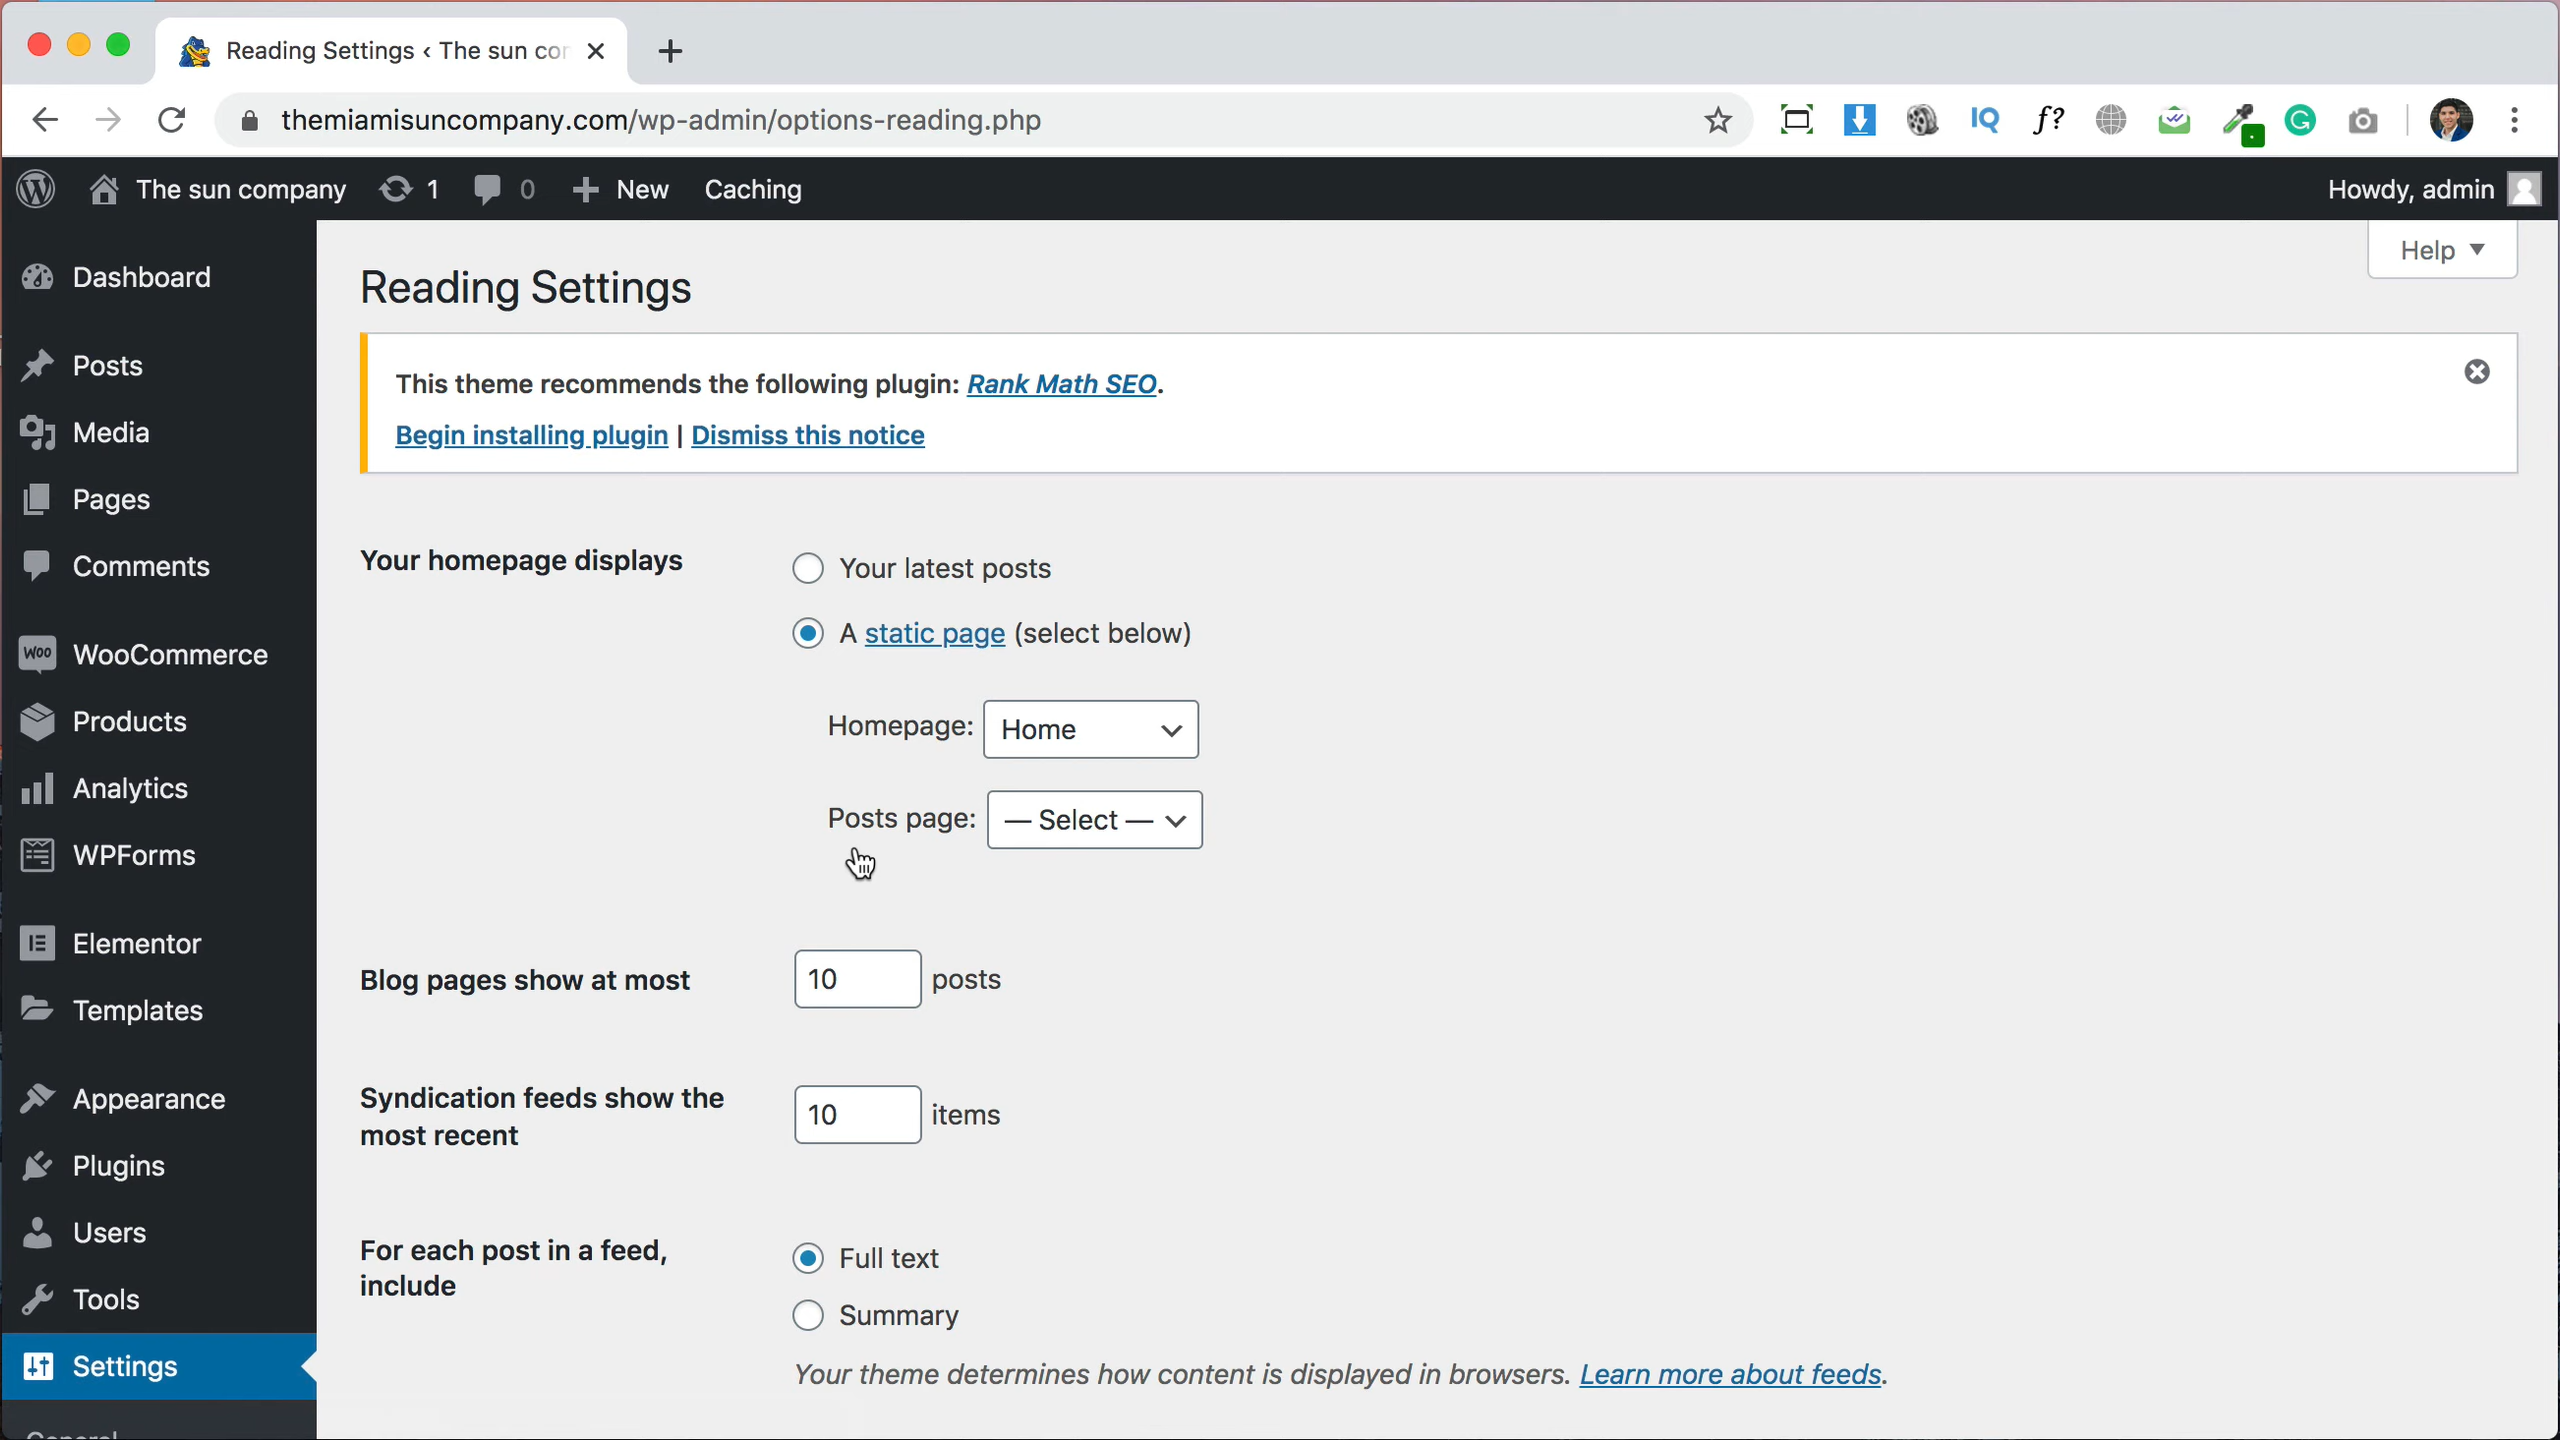 Reading Settings ‹ The sun cor
themiamisuncompany.com/wp-admin/options-reading.php
IQ f?
The sun company 1 0 New Caching Howdy, admin
Help
Dashboard
Posts
Media
Pages
Comments
Woo WooCommerce
Products
Analytics
WPForms
Elementor
Templates
Appearance
Plugins
Users
Tools
Settings
Reading Settings
This theme recommends the following plugin: Rank Math SEO.
Begin installing plugin | Dismiss this notice
Your homepage displays
Your latest posts
A static page (select below)
Homepage: Home
Posts page: — Select —
Blog pages show at most 10 posts
Syndication feeds show the
most recent
10 items
For each post in a feed,
include
Full text
Summary
Your theme determines how content is displayed in browsers. Learn more about feeds.